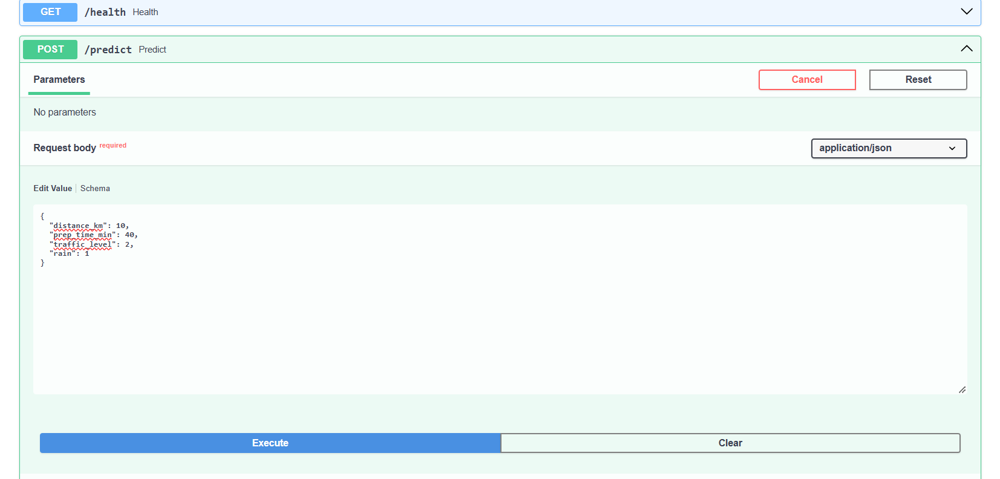 GET /health Health
POST /predict Predict
Parameters Cancel Reset
No parameters
Request body required application/json
Edit Value Schema
{
"distance_km": 10,
"prep_time_min": 40,
"traffic_level": 2,
"rain": 1
}
Execute Clear